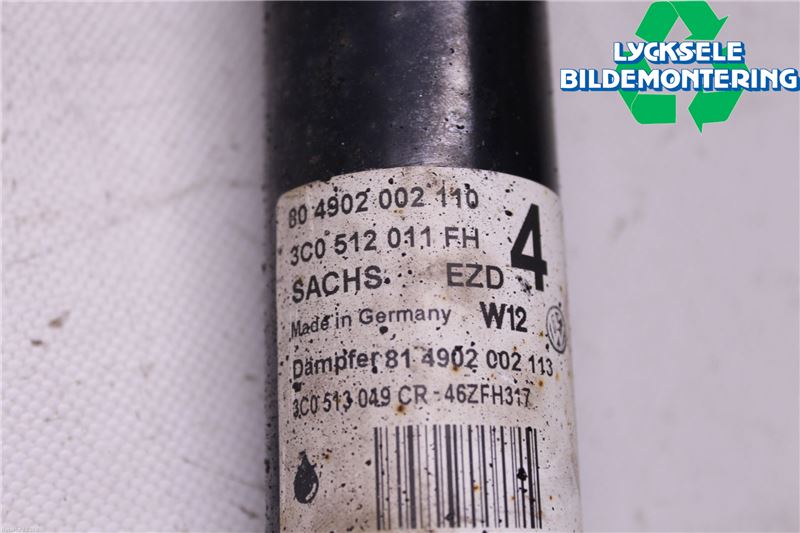 LYCKSELE
BILDEMONTERING
80 4902 002 110
3C0 512 011 FH
4
SACHS EZD
Made in Germany W12
Dämpfer 81 4902 002 113
3C0 513 049 CR - 46ZFH317